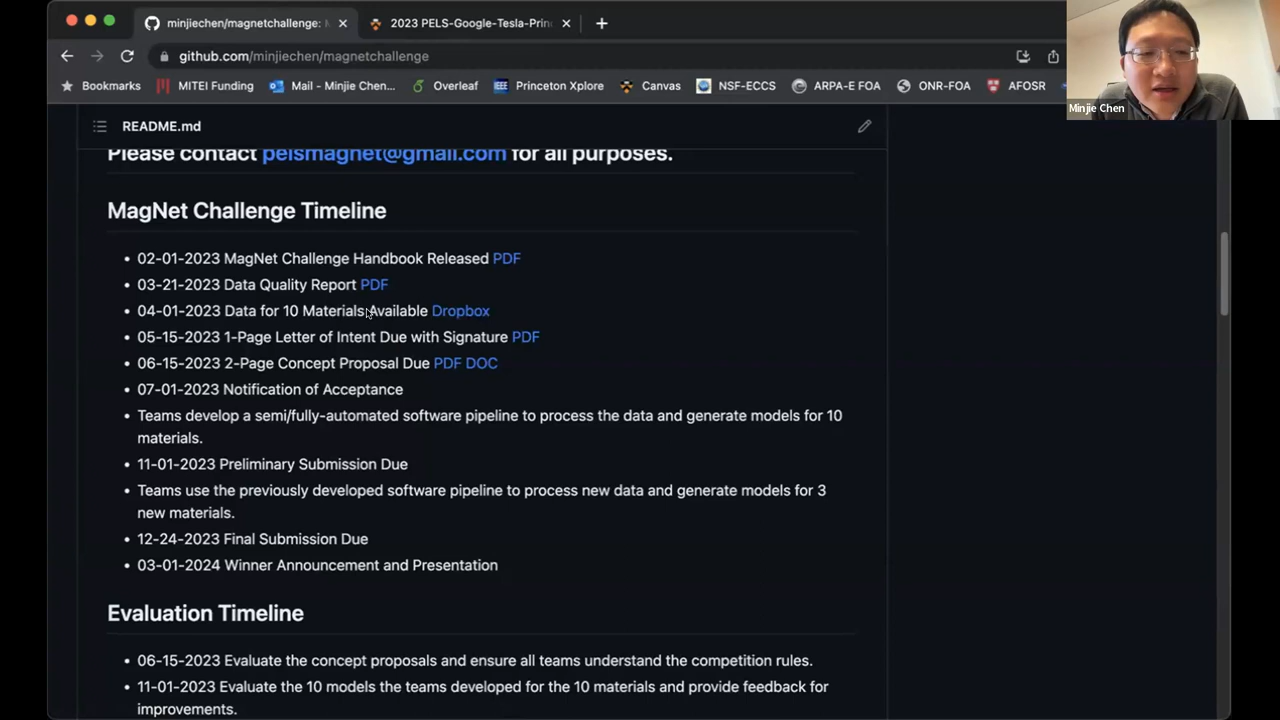 minjiechen/magnetchallenge:
2023 PELS-Google-Tesla-Prin
github.com/minjiechen/magnetchallenge
Bookmarks
MITEI Funding
Mail - Minjie Chen...
Overleaf
Princeton Xplore
Canvas
NSF-ECCS
ARPA-E FOA
ONR-FOA
AFOSR
Minjie Chen
README.md
Please contact pelsmagnet@gmail.com for all purposes.
MagNet Challenge Timeline
• 02-01-2023 MagNet Challenge Handbook Released PDF
• 03-21-2023 Data Quality Report PDF
• 04-01-2023 Data for 10 Materials Available Dropbox
• 05-15-2023 1-Page Letter of Intent Due with Signature PDF
• 06-15-2023 2-Page Concept Proposal Due PDF DOC
• 07-01-2023 Notification of Acceptance
• Teams develop a semi/fully-automated software pipeline to process the data and generate models for 10
materials.
• 11-01-2023 Preliminary Submission Due
• Teams use the previously developed software pipeline to process new data and generate models for 3
new materials.
• 12-24-2023 Final Submission Due
• 03-01-2024 Winner Announcement and Presentation
Evaluation Timeline
• 06-15-2023 Evaluate the concept proposals and ensure all teams understand the competition rules.
• 11-01-2023 Evaluate the 10 models the teams developed for the 10 materials and provide feedback for
improvements.